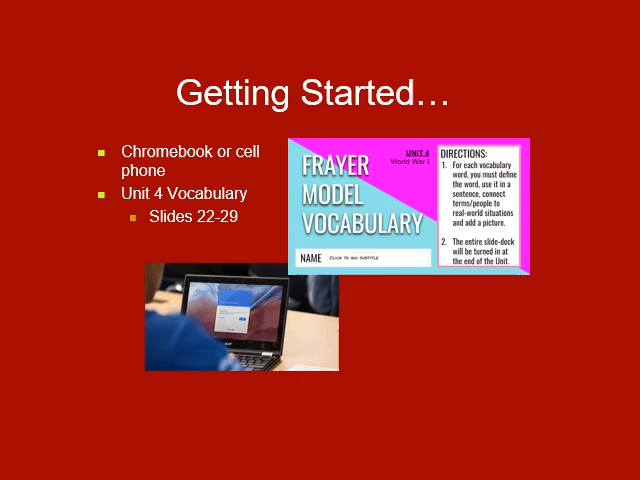 Getting Started…
Chromebook or cell
phone
Unit 4 Vocabulary
Slides 22-29
UNIT 4
World War I
FRAYER
MODEL
VOCABULARY
NAME CLICK TO ADD SUBTITLE
DIRECTIONS:
1. For each vocabulary
word, you must define
the word, use it in a
sentence, connect
terms/people to
real-world situations
and add a picture.
2. The entire slide-deck
will be turned in at
the end of the Unit.
acer